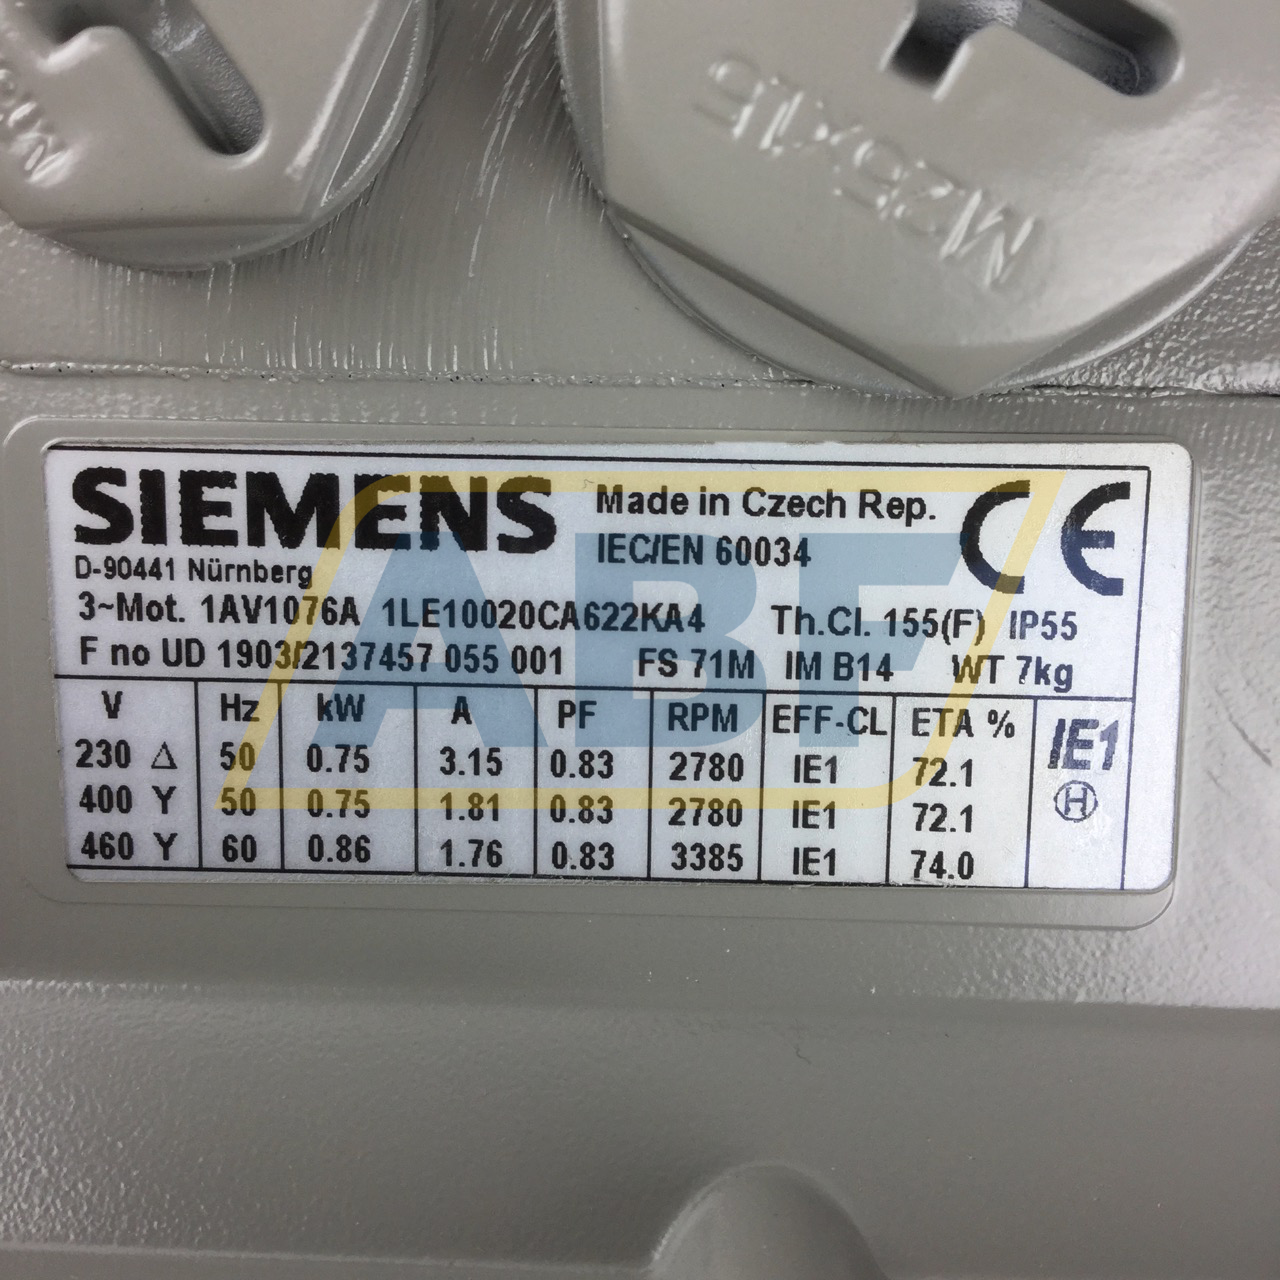 M25X1.5
SIEMENS Made in Czech Rep. CE
D-90441 Nürnberg IEC/EN 60034
3~Mot. 1AV1076A 1LE10020CA622KA4 Th.Cl. 155(F) IP55
F no UD 1903/2137457 055 001 FS 71M IM B14 WT 7kg
V Hz kW A PF RPM EFF-CL ETA % IE1
230 Δ 50 0.75 3.15 0.83 2780 IE1 72.1
400 Y 50 0.75 1.81 0.83 2780 IE1 72.1 H
460 Y 60 0.86 1.76 0.83 3385 IE1 74.0
ABF